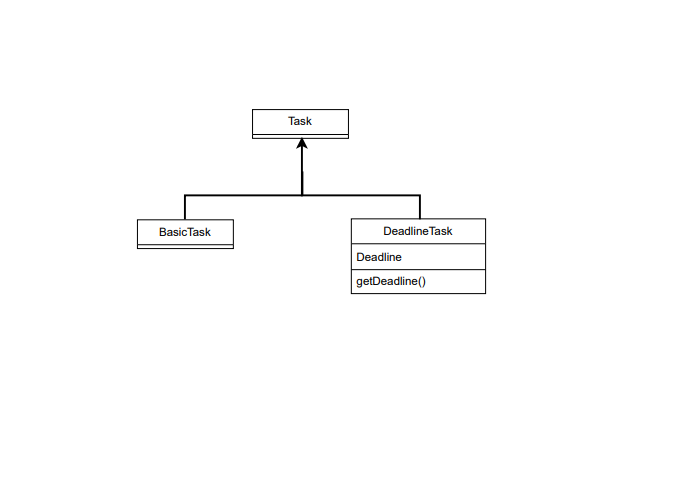 Task
BasicTask
DeadlineTask
Deadline
getDeadline()